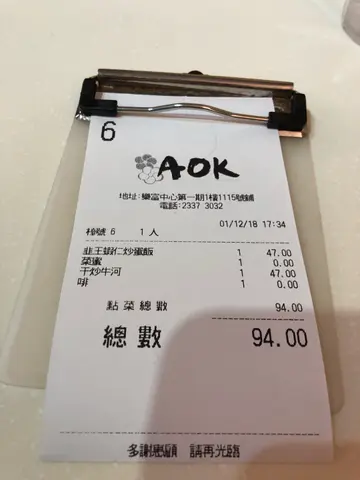 6
AOK
地址:樂富中心第一期1樓1115號舖
電話:2337 3032
01/12/18 17:34
枱號 6 1 人
韭王蝦仁炒蛋飯 1 47.00
菜蜜 1 0.00
干炒牛河 1 47.00
啡 1 0.00
點菜總數 94.00
總數 94.00
多謝惠顧 請再光臨